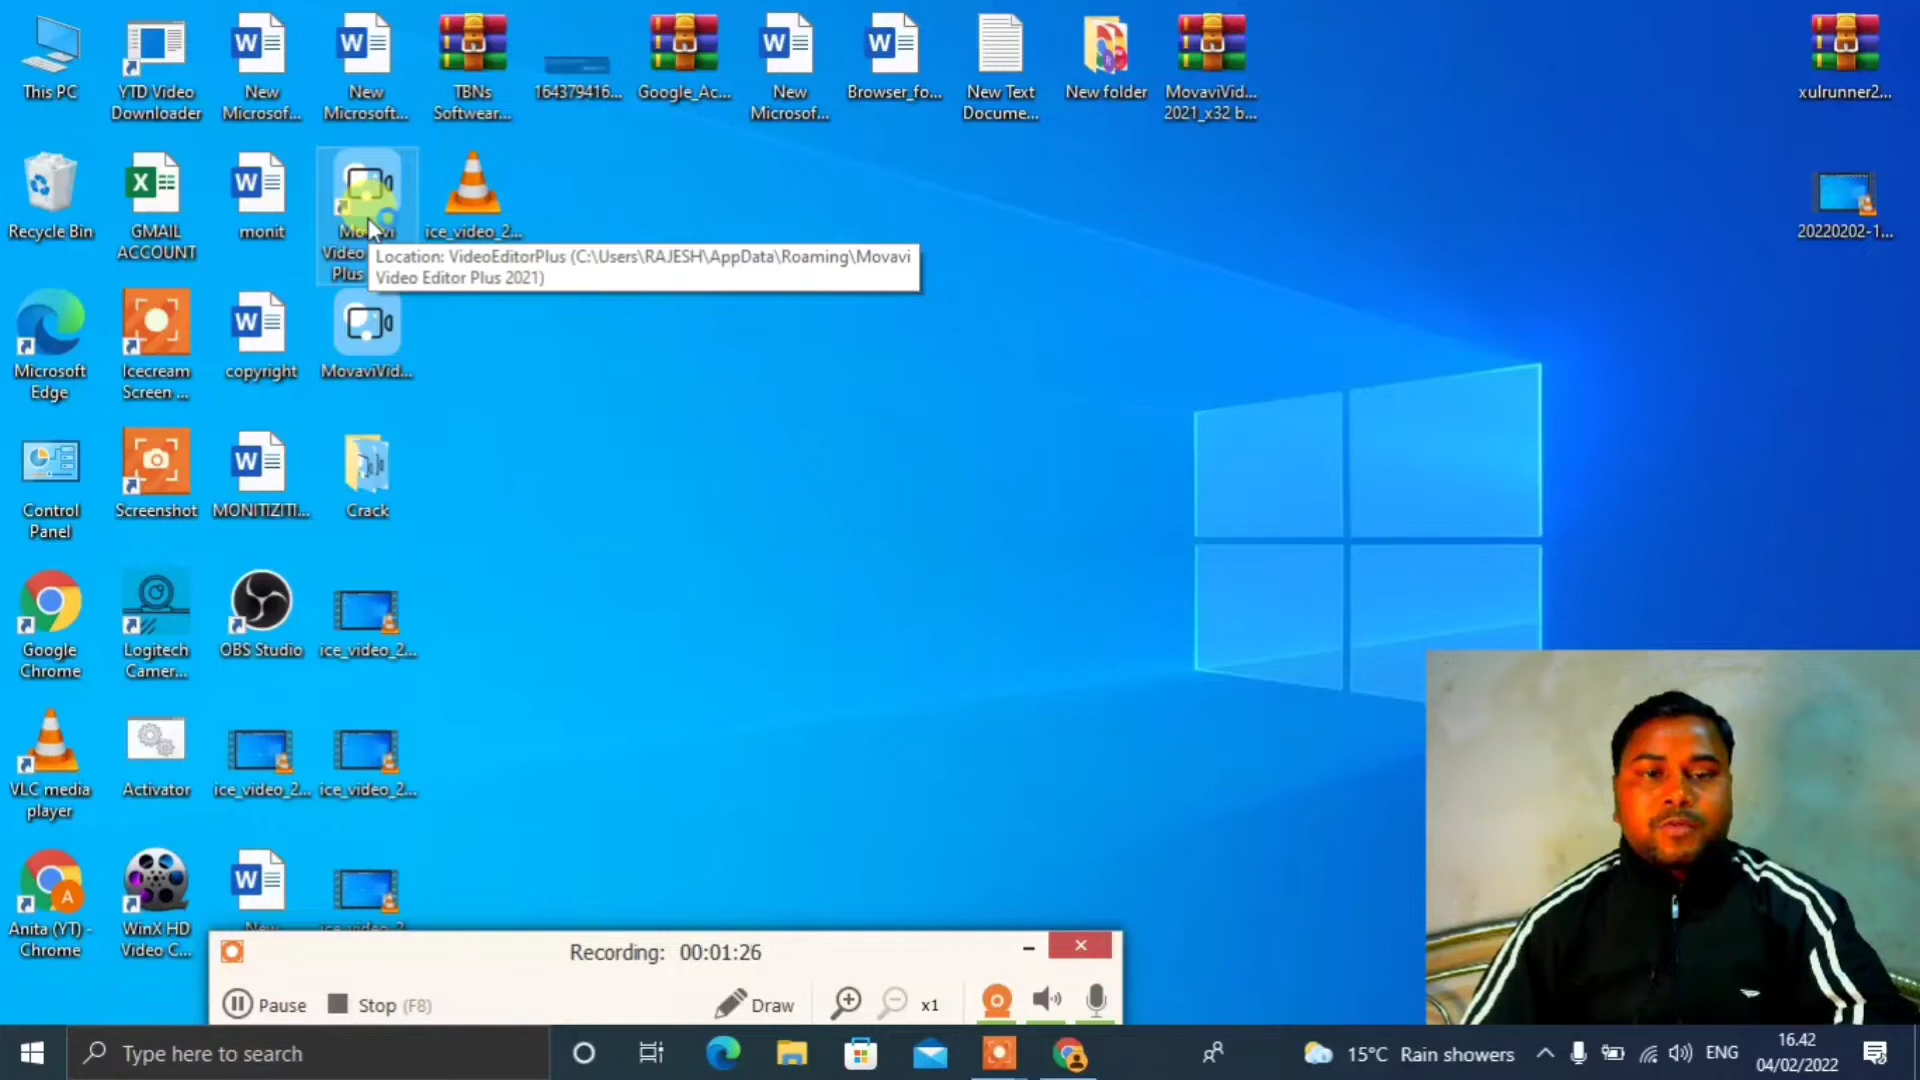 This PC
YTD Video
Downloader
New
Microsof...
New
Microsoft...
TBNs
Softwear...
164379416...
Google_Ac...
New
Microsof...
Browser_fo...
New Text
Docume...
New folder
MovaviVid...
2021_x32 b...
xulrunner2...
Recycle Bin
GMAIL
ACCOUNT
monit
Movavi
Video
Plus
ice_video_2...
20220202-1...
Location: VideoEditorPlus (C:\Users\RAJESH\AppData\Roaming\Movavi
Video Editor Plus 2021)
Microsoft
Edge
Icecream
Screen ...
copyright
MovaviVid...
Control
Panel
Screenshot
MONITIZITI...
Crack
Google
Chrome
Logitech
Camer...
OBS Studio
ice_video_2...
VLC media
player
Activator
ice_video_2...
ice_video_2...
Anita (YT) -
Chrome
WinX HD
Video C...
New
ice_video_2
Recording: 00:01:26
Pause
Stop (F8)
Draw
x1
Type here to search
15°C Rain showers
ENG
16.42
04/02/2022